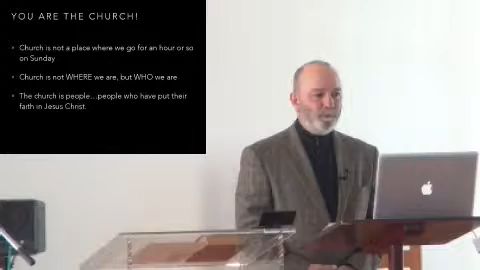 YOU ARE THE CHURCH!
• Church is not a place where we go for an hour or so
on Sunday
• Church is not WHERE we are, but WHO we are
• The church is people...people who have put their
faith in Jesus Christ.